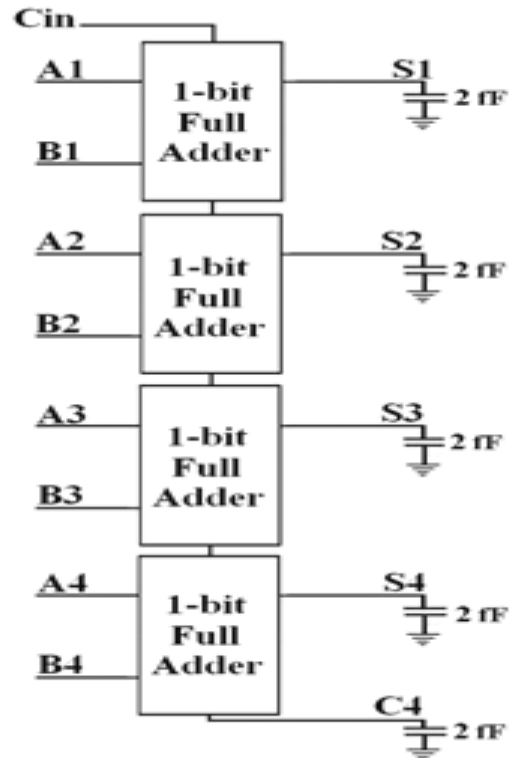 Cin
A1
1-bit
Full
Adder
B1
S1
2 fF
A2
1-bit
Full
Adder
B2
S2
2 fF
A3
1-bit
Full
Adder
B3
S3
2 fF
A4
1-bit
Full
Adder
B4
S4
2 fF
C4
2 fF